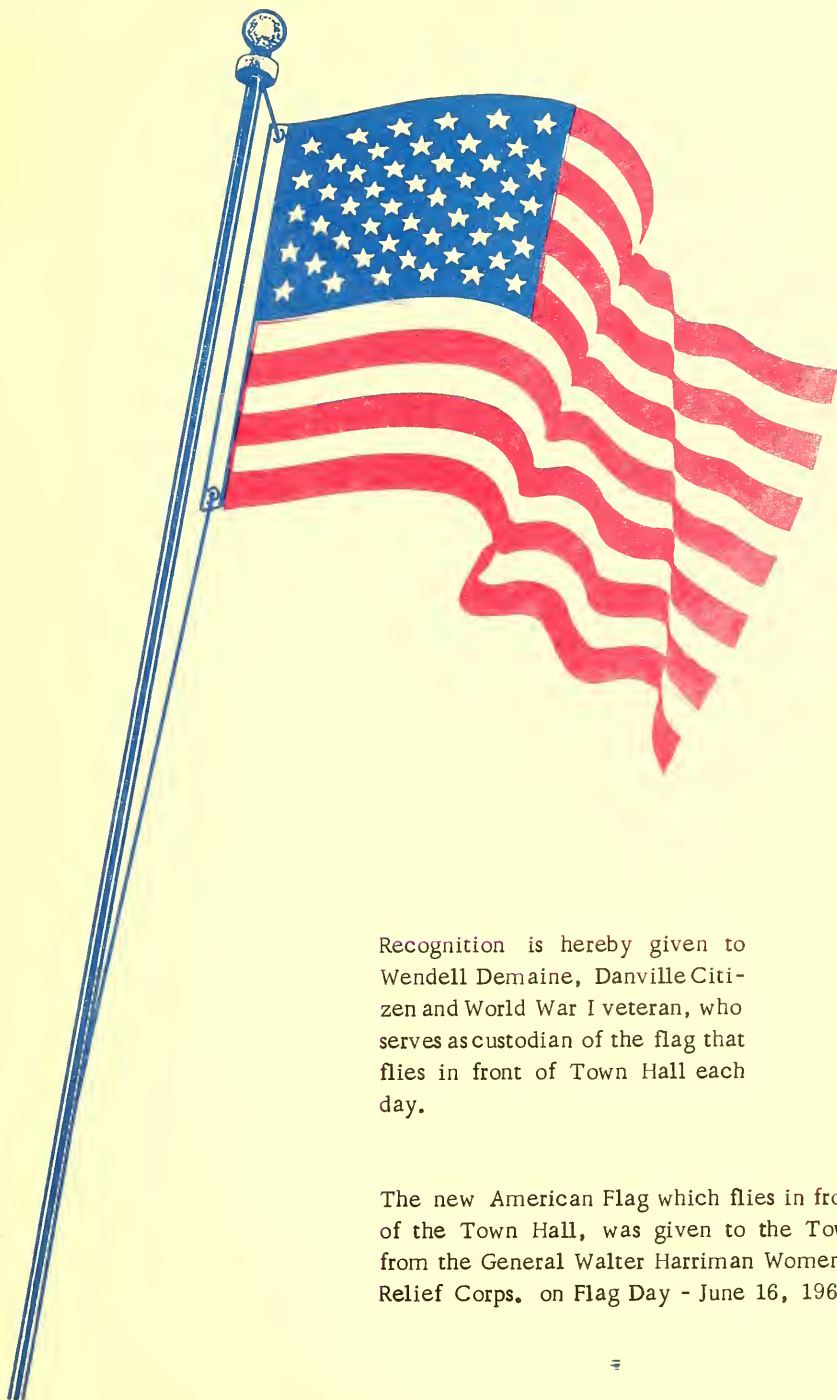 Recognition is hereby given to
Wendell Demaine, Danville Citi-
zen and World War I veteran, who
serves as custodian of the flag that
flies in front of Town Hall each
day.
The new American Flag which flies in
of the Town Hall, was given to the
from the General Walter Harriman
Relief Corps. on Flag Day - June 16,